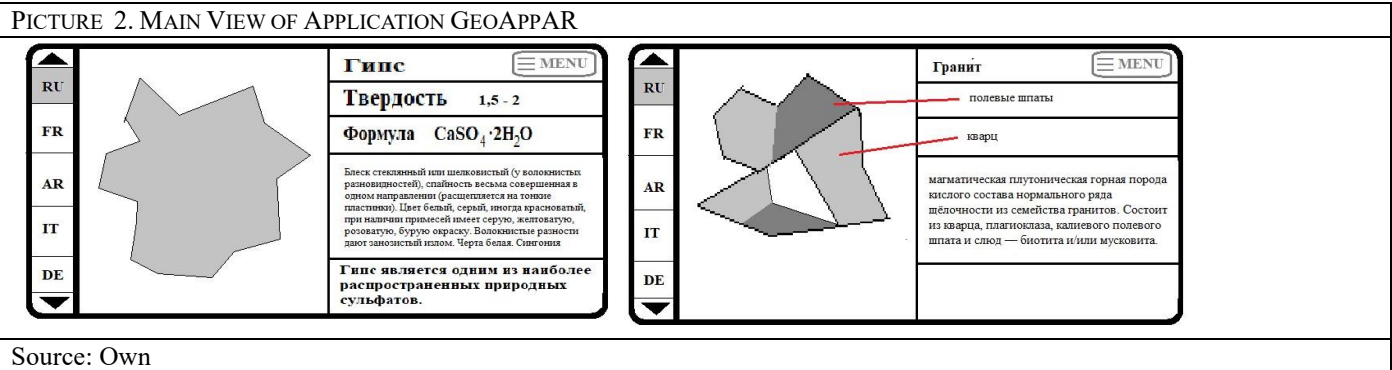 PICTURE 2. MAIN VIEW OF APPLICATION GEOAPPAR
RU
FR
AR
IT
DE
Гипс
MENU
Твердость 1,5 - 2
Формула CaSO₄·2H₂O
Блеск стеклянный или шелковистый (у волокнистых
разновидностей), спайность весьма совершенная в
одном направлении (расщепляется на тонкие
пластинки). Цвет белый, серый, иногда красноватый,
при наличии примесей имеет серую, желтоватую,
розоватую, бурую окраску. Волокнистые разности
дают занозистый излом. Черта белая. Сингония
Гипс является одним из наиболее
распространенных природных
сульфатов.
RU
FR
AR
IT
DE
Грани́т
MENU
полевые шпаты
кварц
магматическая плутоническая горная порода
кислого состава нормального ряда
щёлочности из семейства гранитов. Состоит
из кварца, плагиоклаза, калиевого полевого
шпата и слюд — биотита и/или мусковита.
Source: Own